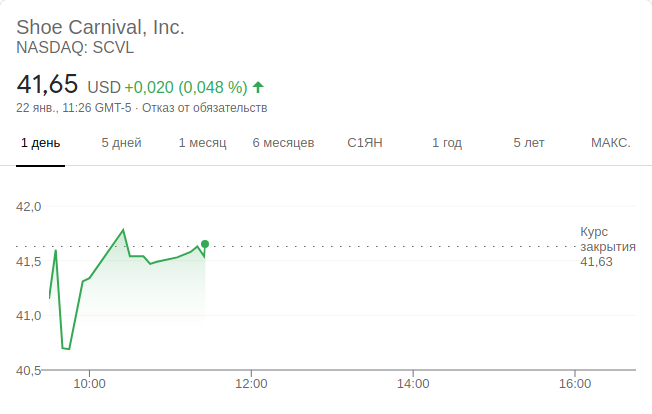 Shoe Carnival, Inc.
NASDAQ: SCVL
41,65 USD +0,020 (0,048 %)
22 янв., 11:26 GMT-5 · Отказ от обязательств
1 день 5 дней 1 месяц 6 месяцев С1ЯН 1 год 5 лет МАКС.
42,0
Курс
закрытия
41,63
41,5
41,0
40,5
10:00 12:00 14:00 16:00